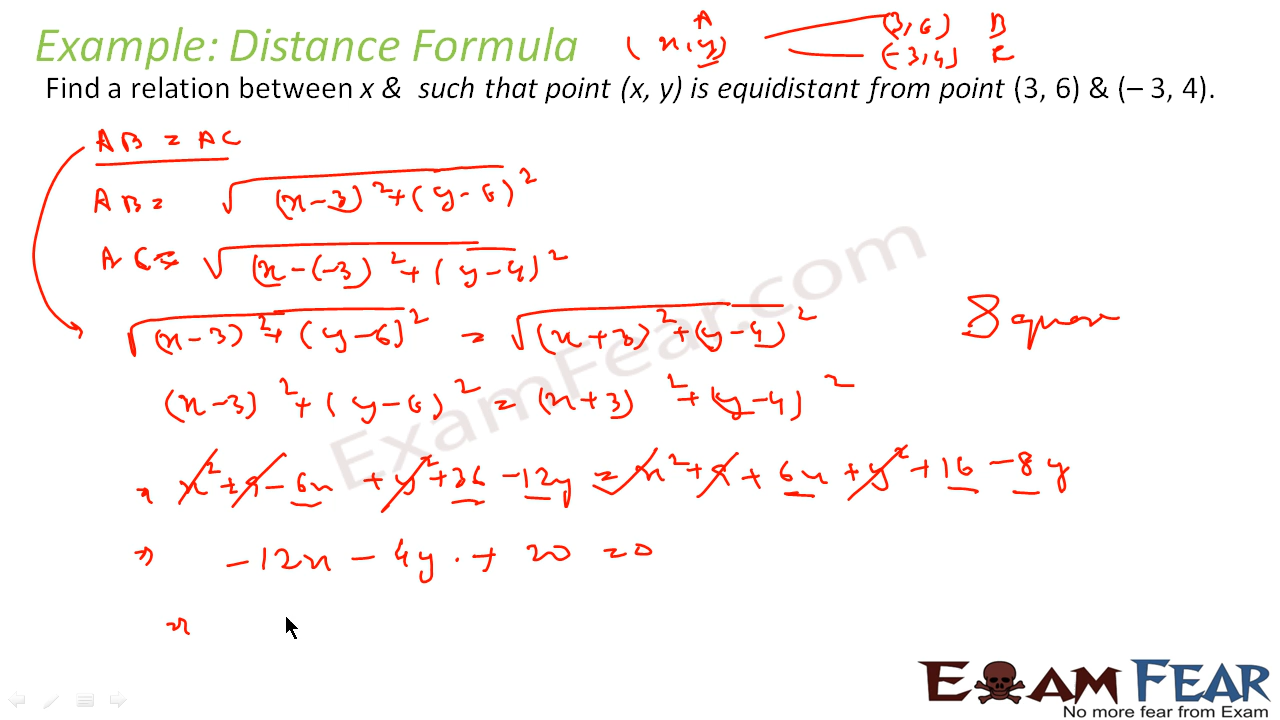 Example: Distance Formula
A
(x, y)
(3, 6) B
(-3, 4) C
Find a relation between x & such that point (x, y) is equidistant from point (3, 6) & (– 3, 4).
AB = AC
AB = √(x-3)²+(y-6)²
AC = √(x-(-3)²+(y-4)²
√(x-3)²+(y-6)² = √(x+3)²+(y-4)²
Square
(x-3)²+(y-6)² = (x+3)²+(y-4)²
⇒ x²+9-6x+y²+36-12y = x²+9+6x+y²+16-8y
⇒ -12x-4y+20=0
⇒
ExamFear.com
EXAM FEAR
No more fear from Exam